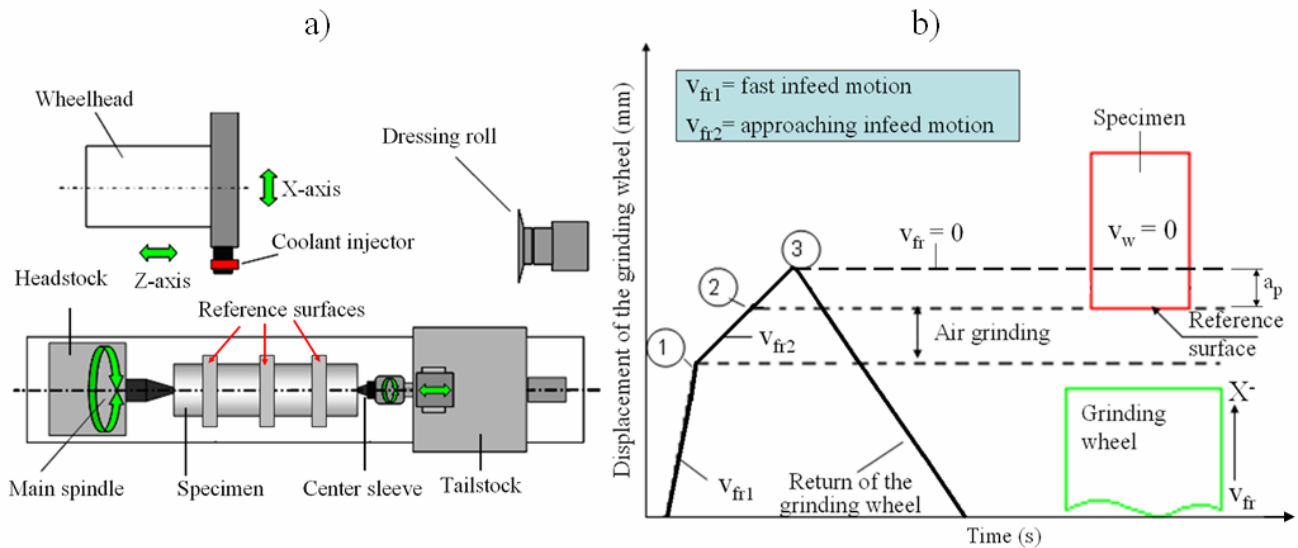 a)
Wheelhead
X-axis
Coolant injector
Z-axis
Dressing roll
Headstock
Reference surfaces
Main spindle
Specimen
Center sleeve
Tailstock
b)
Displacement of the grinding wheel (mm)
vfr1= fast infeed motion
vfr2= approaching infeed motion
Specimen
vw = 0
vfr = 0
3
2
1
ap
Air grinding
Reference
surface
vfr2
vfr1
Return of the
grinding wheel
Grinding
wheel
X-
vfr
Time (s)